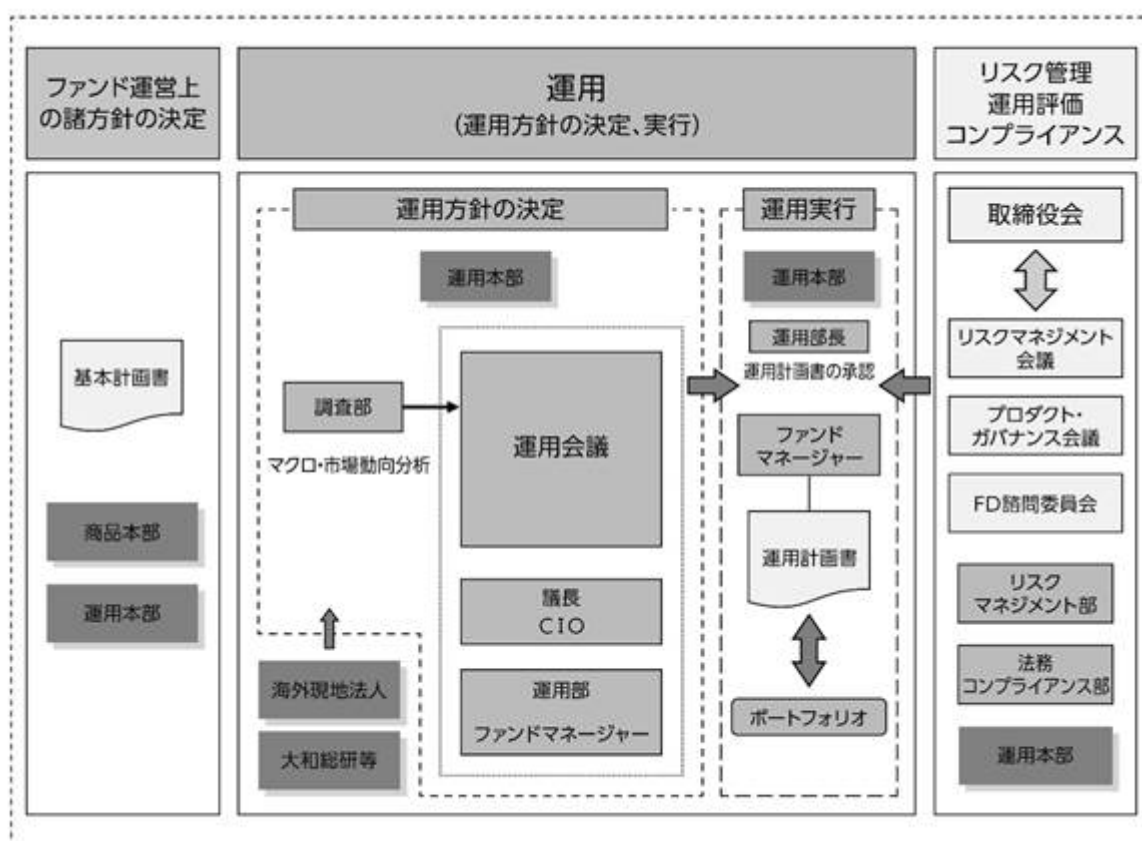 ファンド運営上
の諸方針の決定
運用
(運用方針の決定、実行)
リスク管理
運用評価
コンプライアンス
基本計画書
商品本部
運用本部
運用方針の決定
運用本部
調査部
マクロ・市場動向分析
運用会議
議長
CIO
運用部
ファンドマネージャー
海外現地法人
大和総研等
運用実行
運用本部
運用部長
運用計画書の承認
ファンド
マネージャー
運用計画書
ポートフォリオ
取締役会
リスクマネジメント
会議
プロダクト・
ガバナンス会議
FD諮問委員会
リスク
マネジメント部
法務
コンプライアンス部
運用本部